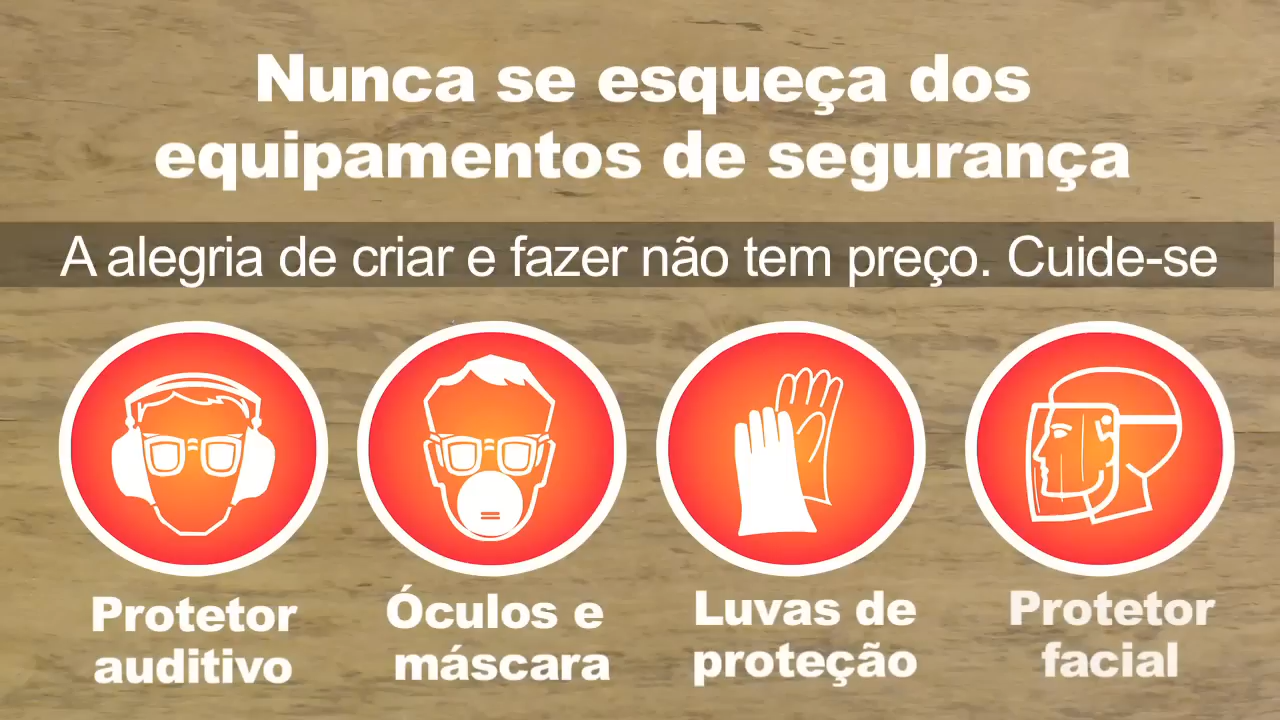 Nunca se esqueça dos
equipamentos de segurança
A alegria de criar e fazer não tem preço. Cuide-se
Protetor
auditivo
Óculos e
máscara
Luvas de
proteção
Protetor
facial